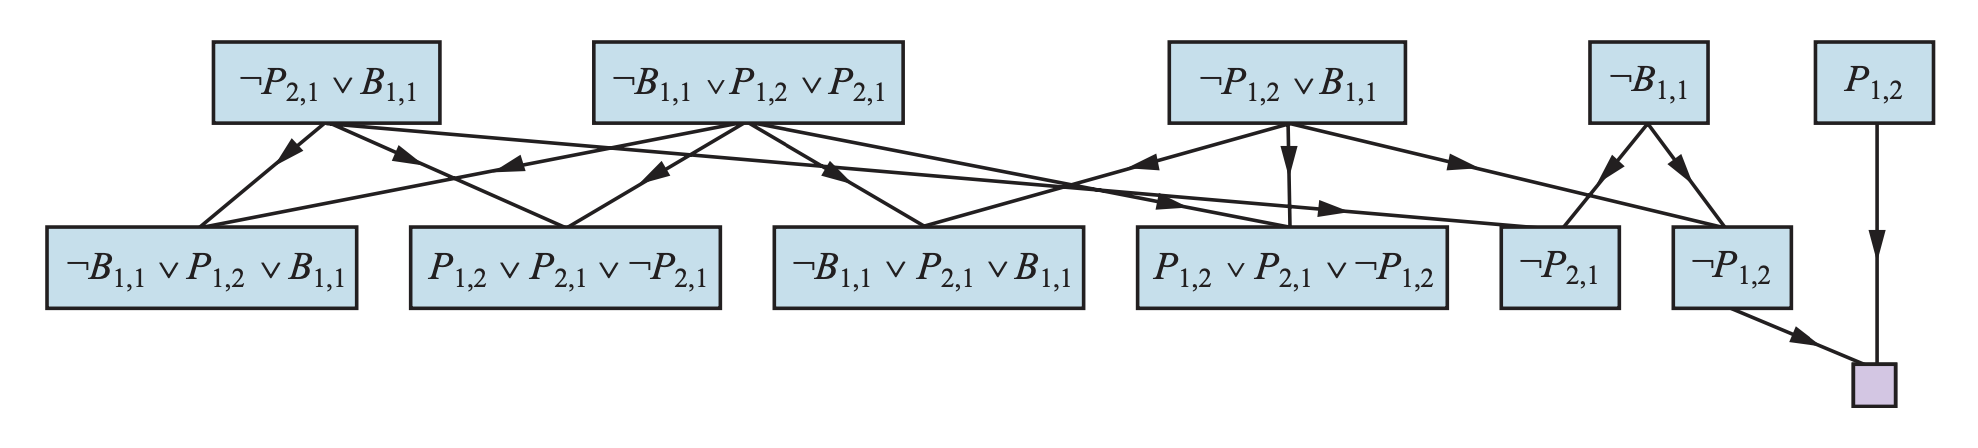 ¬P₂,₁ ∨ B₁,₁ ¬B₁,₁ ∨ P₁,₂ ∨ P₂,₁ ¬P₁,₂ ∨ B₁,₁ ¬B₁,₁ P₁,₂
¬B₁,₁ ∨ P₁,₂ ∨ B₁,₁ P₁,₂ ∨ P₂,₁ ∨ ¬P₂,₁ ¬B₁,₁ ∨ P₂,₁ ∨ B₁,₁ P₁,₂ ∨ P₂,₁ ∨ ¬P₁,₂ ¬P₂,₁ ¬P₁,₂